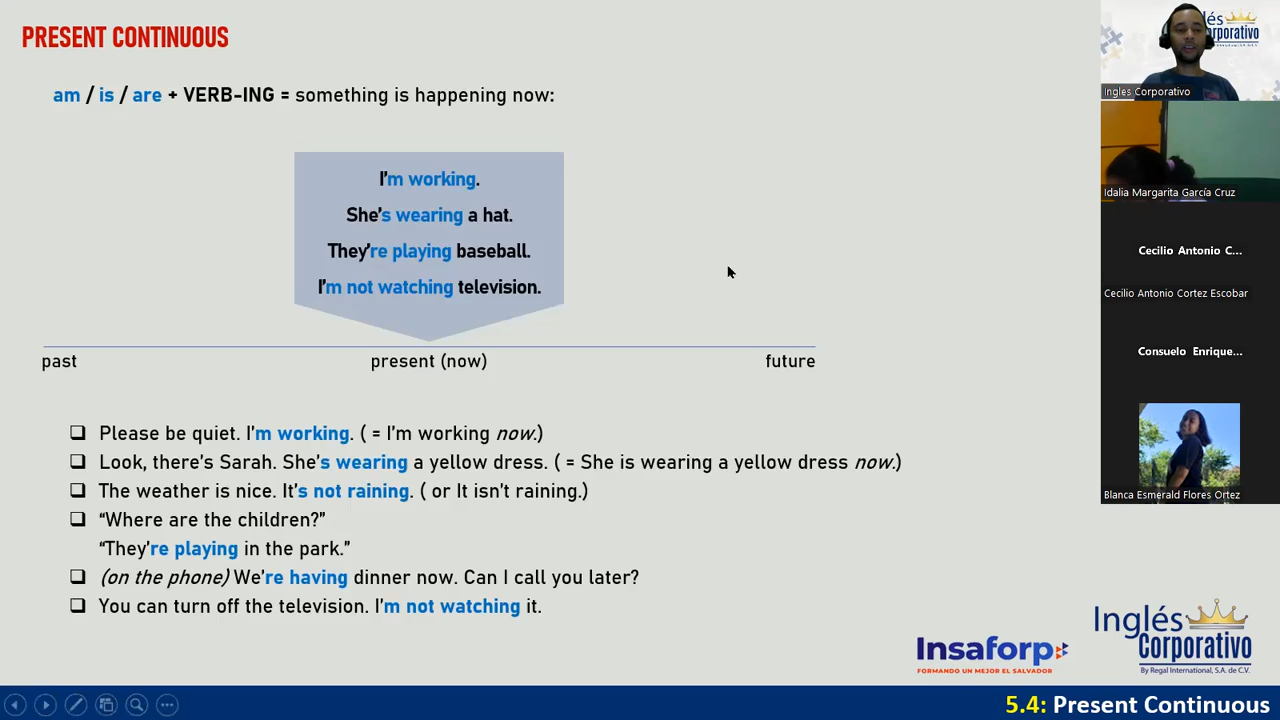 PRESENT CONTINUOUS
am / is / are + VERB-ING = something is happening now:
I'm working.
She's wearing a hat.
They're playing baseball.
I'm not watching television.
past
present (now)
future
❑ Please be quiet. I'm working. ( = I'm working now.)
❑ Look, there's Sarah. She's wearing a yellow dress. ( = She is wearing a yellow dress now.)
❑ The weather is nice. It's not raining. ( or It isn't raining.)
❑ “Where are the children?”
“They're playing in the park.”
❑ (on the phone) We're having dinner now. Can I call you later?
❑ You can turn off the television. I'm not watching it.
Insaforp
FORMANDO UN MEJOR EL SALVADOR
Inglés
Corporativo
By Regal International, S.A. de C.V.
5.4: Present Continuous
Ingles Corporativo
Idalia Margarita García Cruz
Cecilio Antonio C...
Cecilio Antonio Cortez Escobar
Consuelo Enrique...
Blanca Esmerald Flores Ortez